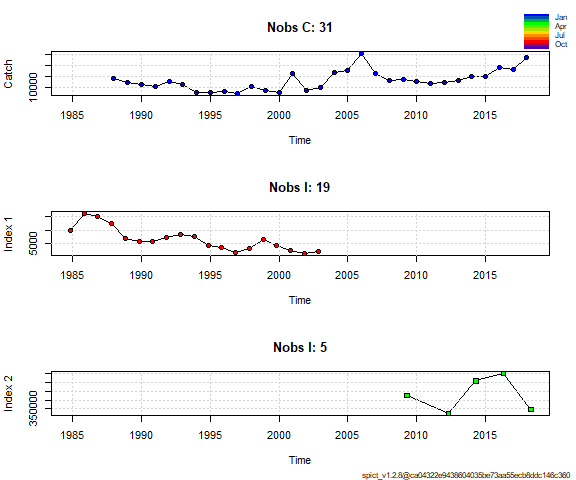 Nobs C: 31
Jan
Apr
Jul
Oct
Catch
10000
1985 1990 1995 2000 2005 2010 2015
Time
Nobs I: 19
Index 1
5000
1985 1990 1995 2000 2005 2010 2015
Time
Nobs I: 5
Index 2
350000
1985 1990 1995 2000 2005 2010 2015
Time
spict_v1.2.8@ca04322e9438604035be73aa55ecb6ddc146c360